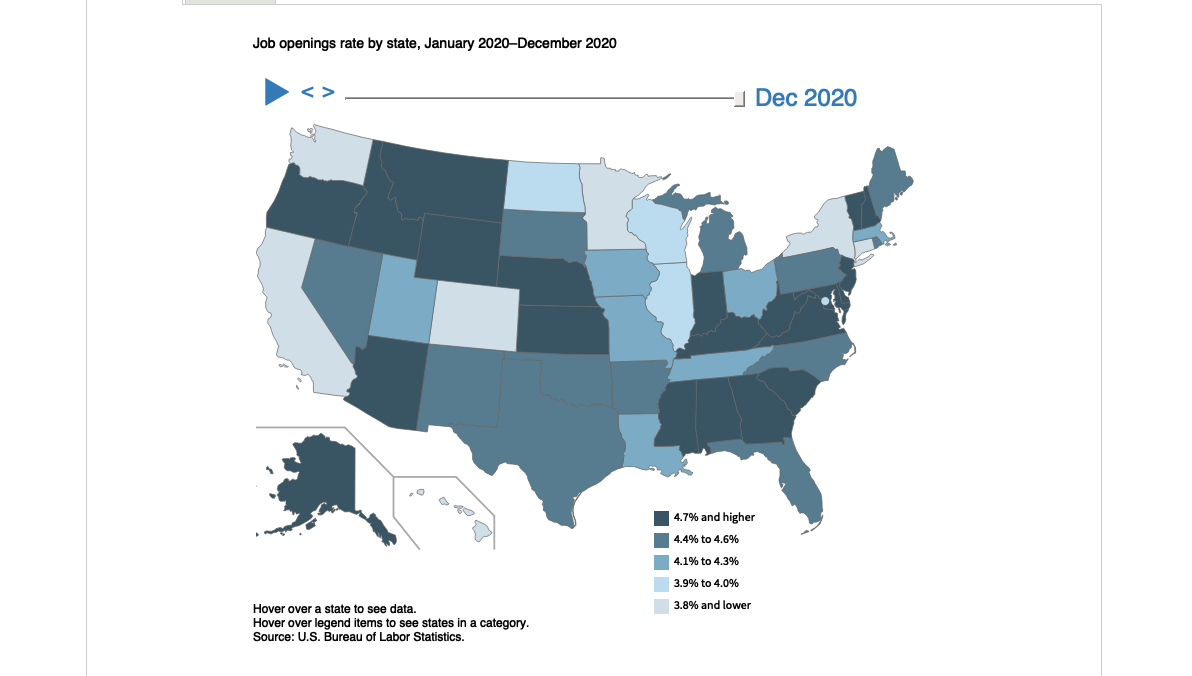 Job openings rate by state, January 2020–December 2020
< >
Dec 2020
4.7% and higher
4.4% to 4.6%
4.1% to 4.3%
3.9% to 4.0%
3.8% and lower
Hover over a state to see data.
Hover over legend items to see states in a category.
Source: U.S. Bureau of Labor Statistics.